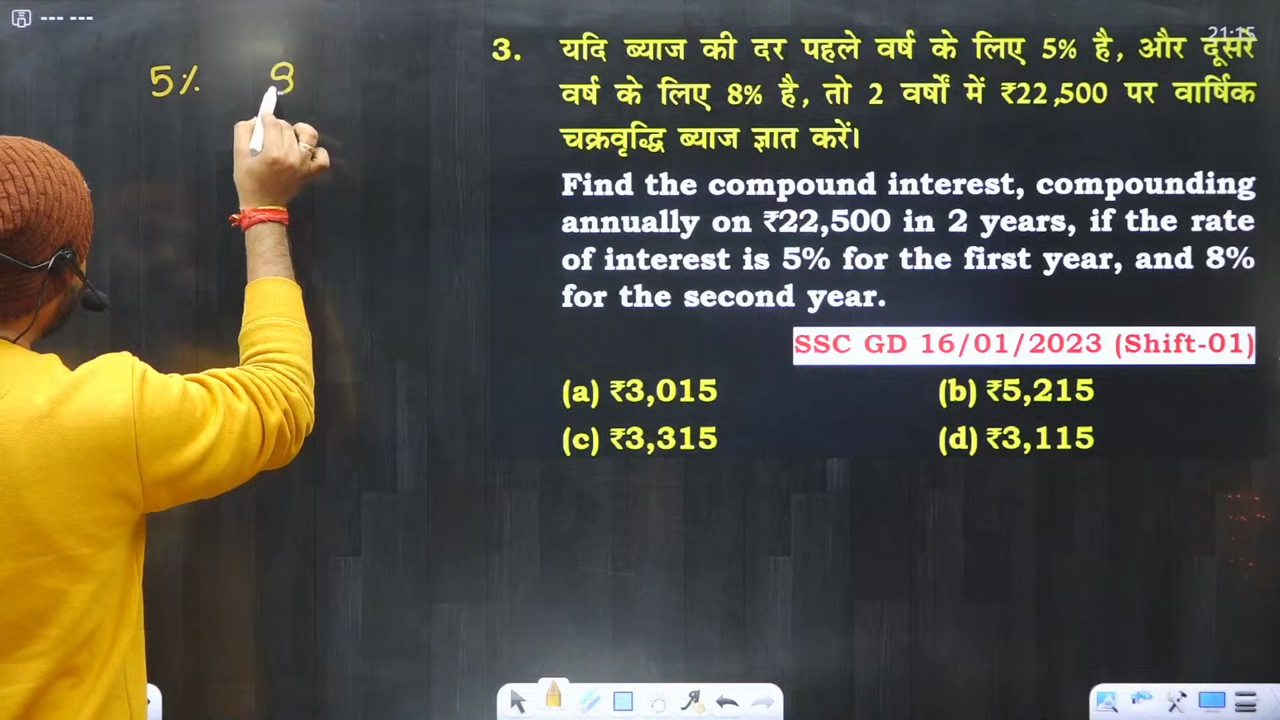 21:15
5% 8
3. यदि ब्याज की दर पहले वर्ष के लिए 5% है, और दूसरे
वर्ष के लिए 8% है, तो 2 वर्षों में ₹22,500 पर वार्षिक
चक्रवृद्धि ब्याज ज्ञात करें।
Find the compound interest, compounding
annually on ₹22,500 in 2 years, if the rate
of interest is 5% for the first year, and 8%
for the second year.
SSC GD 16/01/2023 (Shift-01)
(a) ₹3,015 (b) ₹5,215
(c) ₹3,315 (d) ₹3,115